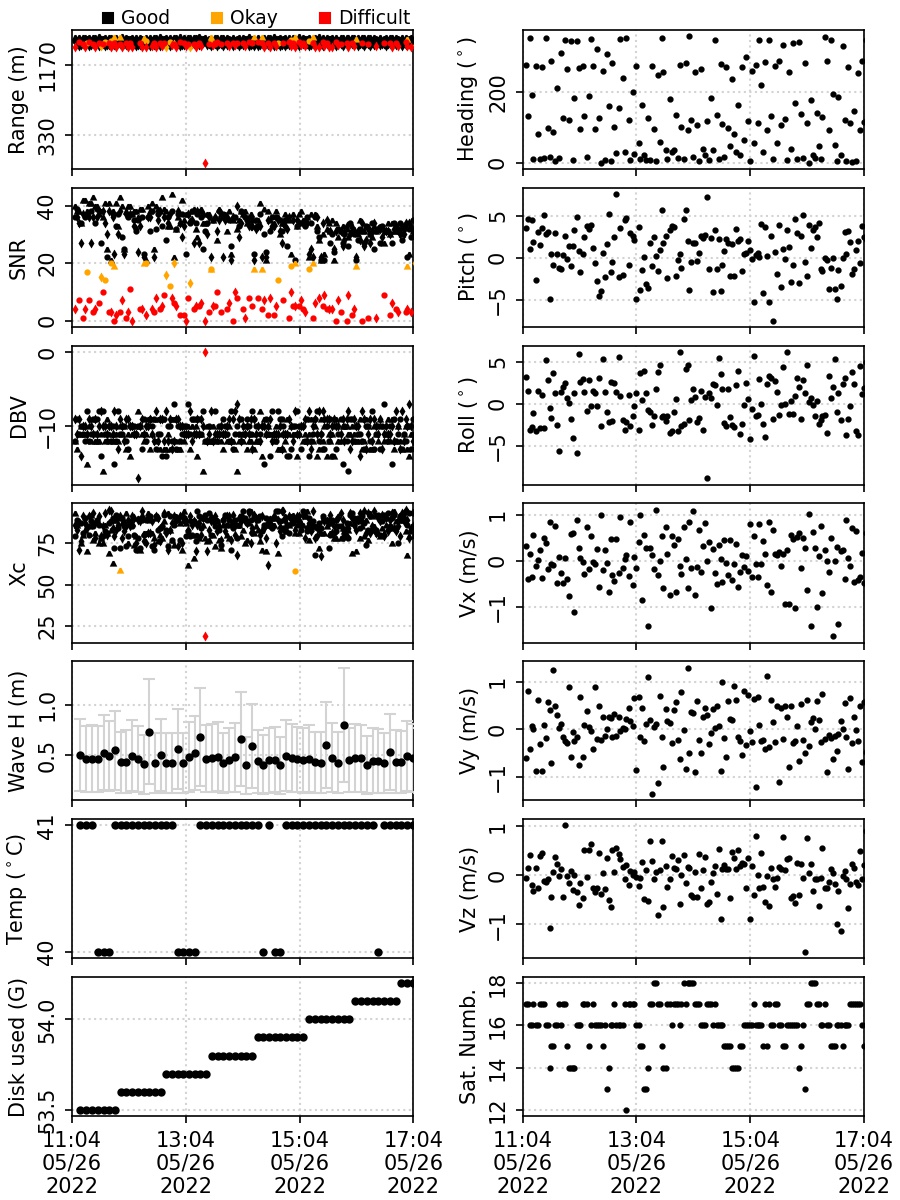 Good Okay Difficult
Range (m)
1170
330
Heading (°)
200
0
SNR
40
20
0
Pitch (°)
5
0
−5
DBV
0
−10
Roll (°)
5
0
−5
Xc
75
50
25
Vx (m/s)
1
0
−1
Wave H (m)
1.0
0.5
Vy (m/s)
1
0
−1
Temp (°C)
41
40
Vz (m/s)
1
0
−1
Disk used (G)
54.0
53.5
Sat. Numb.
18
16
14
12
11:04 13:04 15:04 17:04
05/26 05/26 05/26 05/26
2022 2022 2022 2022
11:04 13:04 15:04 17:04
05/26 05/26 05/26 05/26
2022 2022 2022 2022